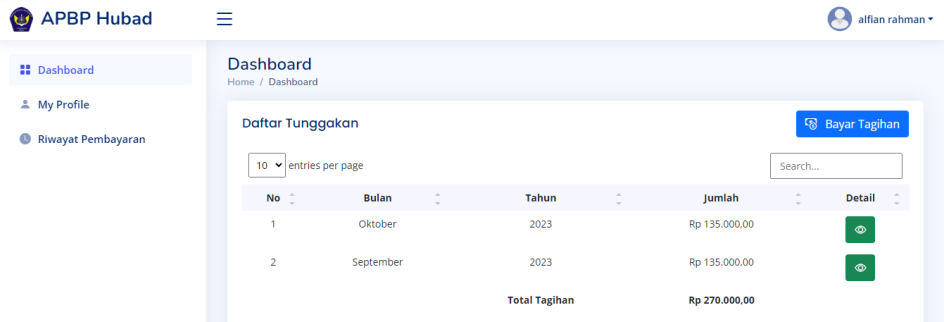 APBP Hubad
alfian rahman
Dashboard
My Profile
Riwayat Pembayaran
Dashboard
Home / Dashboard
Daftar Tunggakan
Bayar Tagihan
10 entries per page
Search...
No Bulan Tahun Jumlah Detail
1 Oktober 2023 Rp 135.000,00
2 September 2023 Rp 135.000,00
Total Tagihan Rp 270.000,00